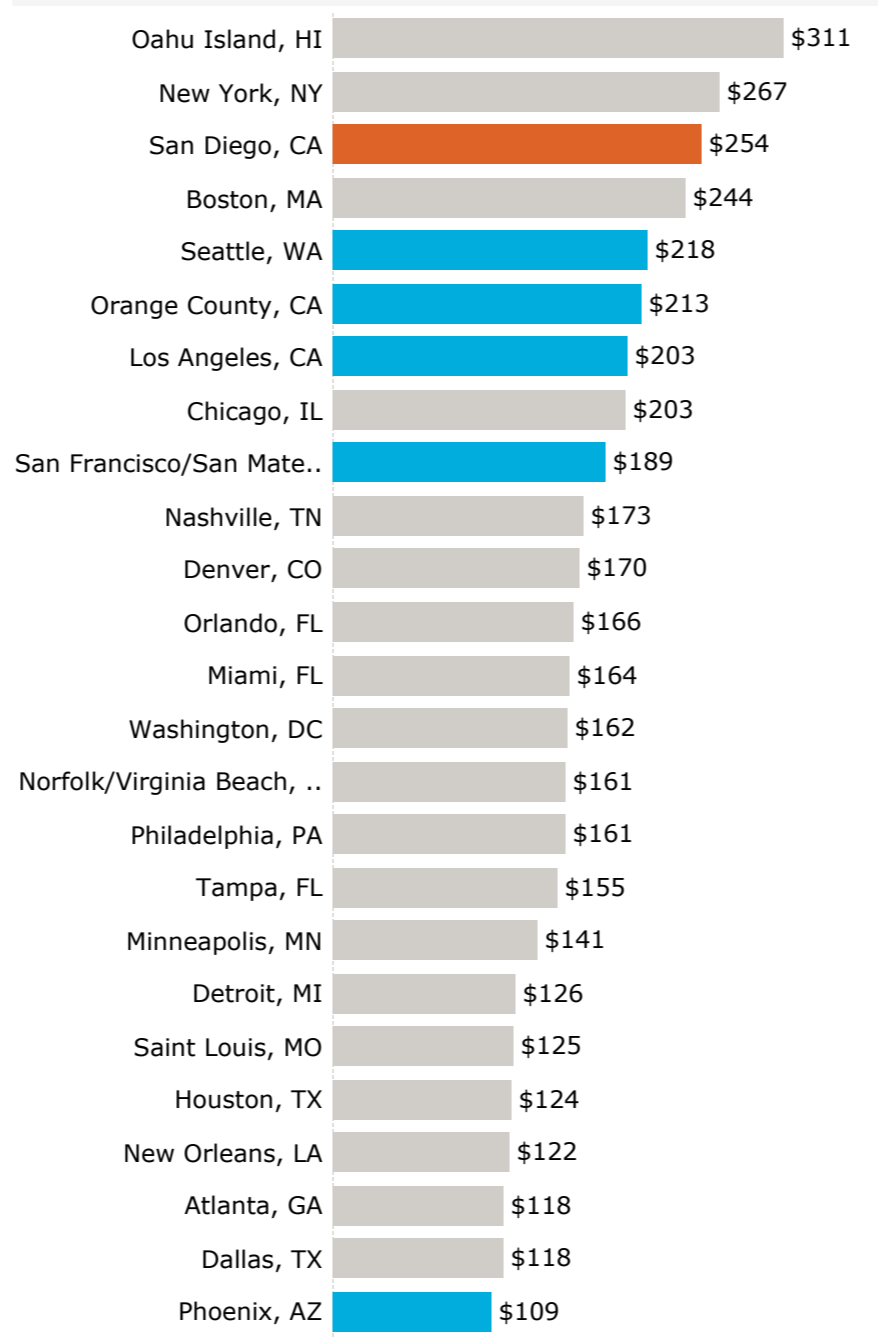 Oahu Island, HI $311
New York, NY $267
San Diego, CA $254
Boston, MA $244
Seattle, WA $218
Orange County, CA $213
Los Angeles, CA $203
Chicago, IL $203
San Francisco/San Mate.. $189
Nashville, TN $173
Denver, CO $170
Orlando, FL $166
Miami, FL $164
Washington, DC $162
Norfolk/Virginia Beach, .. $161
Philadelphia, PA $161
Tampa, FL $155
Minneapolis, MN $141
Detroit, MI $126
Saint Louis, MO $125
Houston, TX $124
New Orleans, LA $122
Atlanta, GA $118
Dallas, TX $118
Phoenix, AZ $109